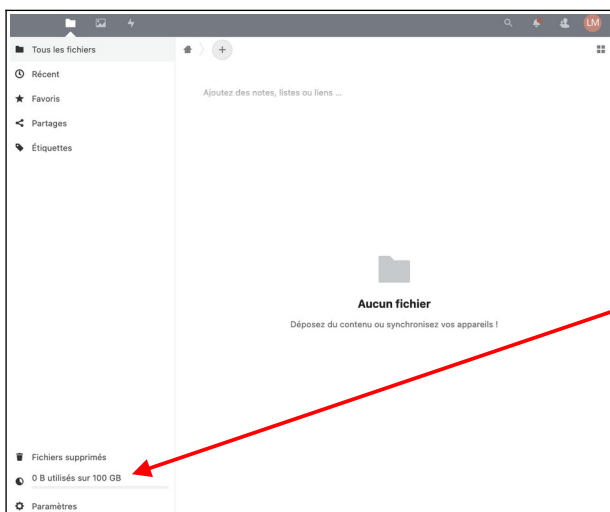 LM
Tous les fichiers
Récent
Favoris
Partages
Étiquettes
Ajoutez des notes, listes ou liens ...
Aucun fichier
Déposez du contenu ou synchronisez vos appareils !
Fichiers supprimés
0 B utilisés sur 100 GB
Paramètres